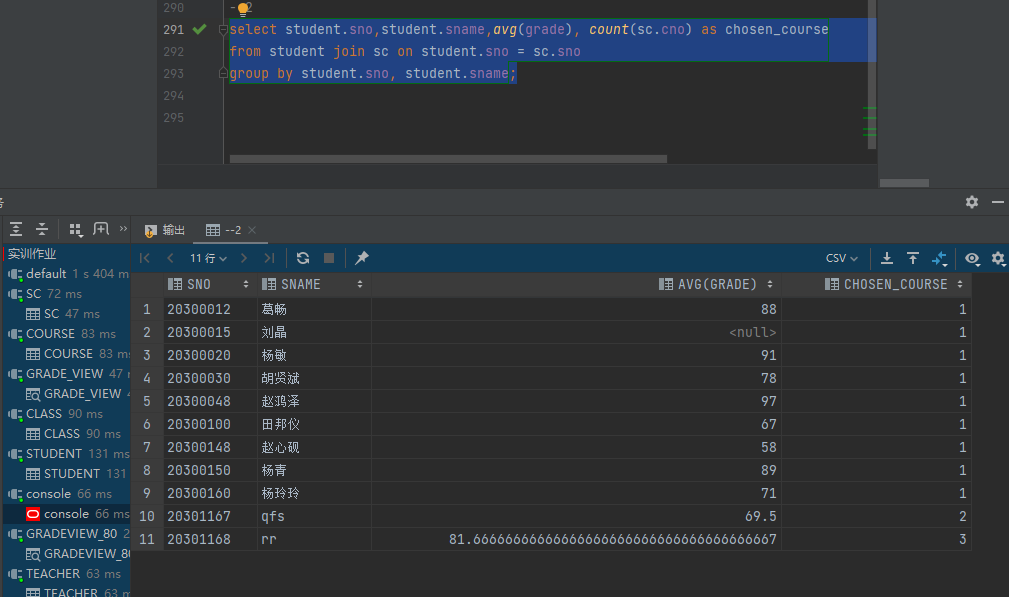 290 --2
291 select student.sno,student.sname,avg(grade), count(sc.cno) as chosen_course
292 from student join sc on student.sno = sc.sno
293 group by student.sno, student.sname;
294
295
输出 --2
实训作业
11 行 CSV
default 1 s 404 m
SC 72 ms
SC 47 ms
COURSE 83 ms
COURSE 83 ms
GRADE_VIEW 47
GRADE_VIEW
CLASS 90 ms
CLASS 90 ms
STUDENT 131 ms
STUDENT 131
console 66 ms
console 66 ms
GRADEVIEW_80 2
GRADEVIEW_80
TEACHER 63 ms
TEACHER 63 m
SNO SNAME AVG(GRADE) CHOSEN_COURSE
1 20300012 葛畅 88 1
2 20300015 刘晶 <null> 1
3 20300020 杨敏 91 1
4 20300030 胡贤斌 78 1
5 20300048 赵鸿泽 97 1
6 20300100 田邦仪 67 1
7 20300148 赵心砚 58 1
8 20300150 杨青 89 1
9 20300160 杨玲玲 71 1
10 20301167 qfs 69.5 2
11 20301168 rr 81.6666666666666666666666666666666666667 3